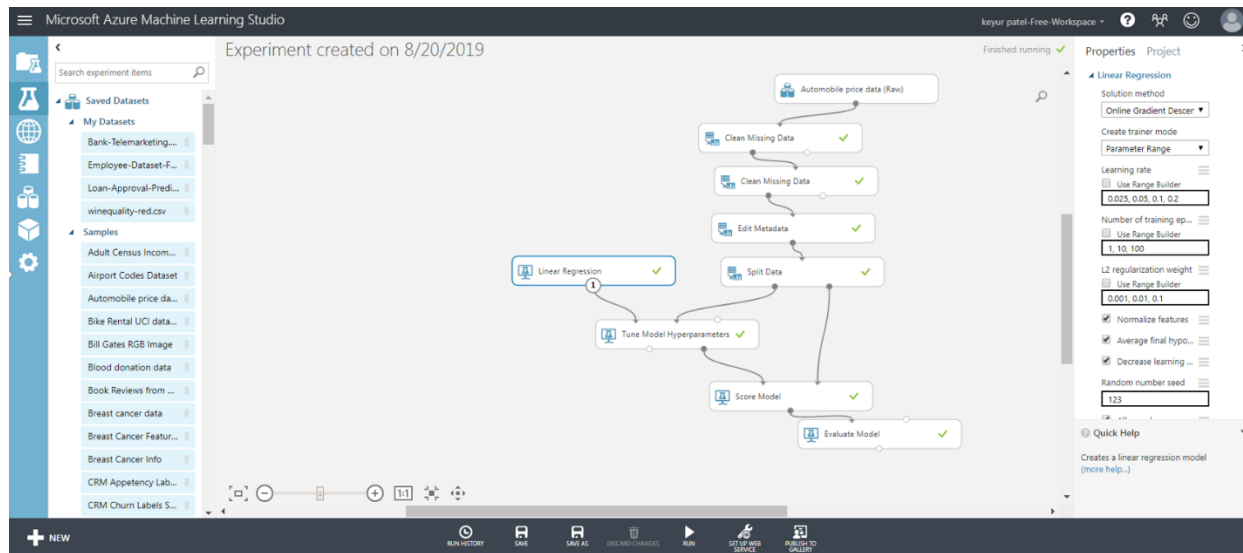 Microsoft Azure Machine Learning Studio
keyur patel-Free-Workspace
?
Search experiment items
Saved Datasets
My Datasets
Bank-Telemarketing....
Employee-Dataset-F...
Loan-Approval-Predi...
winequality-red.csv
Samples
Adult Census Incom...
Airport Codes Dataset
Automobile price da...
Bike Rental UCI data...
Bill Gates RGB Image
Blood donation data
Book Reviews from ...
Breast cancer data
Breast Cancer Featur...
Breast Cancer Info
CRM Appetency Lab...
CRM Churn Labels S...
Experiment created on 8/20/2019
Finished running
Automobile price data (Raw)
Clean Missing Data
Clean Missing Data
Edit Metadata
Linear Regression
1
Split Data
Tune Model Hyperparameters
Score Model
Evaluate Model
1:1
Properties Project
Linear Regression
Solution method
Online Gradient Descer
Create trainer mode
Parameter Range
Learning rate
Use Range Builder
0.025, 0.05, 0.1, 0.2
Number of training ep...
Use Range Builder
1, 10, 100
L2 regularization weight
Use Range Builder
0.001, 0.01, 0.1
Normalize features
Average final hypo...
Decrease learning ...
Random number seed
123
Quick Help
Creates a linear regression model
(more help...)
NEW
RUN HISTORY
SAVE
SAVE AS
DISCARD CHANGES
RUN
SET UP WEB
SERVICE
PUBLISH TO
GALLERY